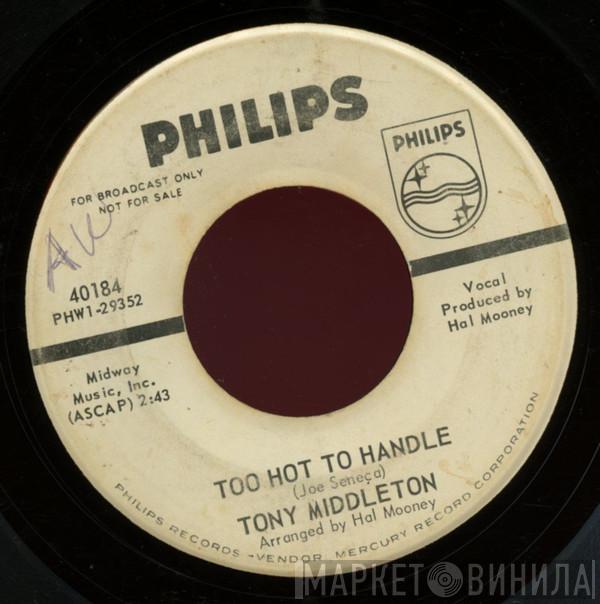 PHILIPS
PHILIPS
FOR BROADCAST ONLY
NOT FOR SALE
AW
40184
PHW1-29352
Vocal
Produced by
Hal Mooney
Midway
Music, Inc.
(ASCAP) 2:43
TOO HOT TO HANDLE
(Joe Seneca)
TONY MIDDLETON
Arranged by Hal Mooney
PHILIPS RECORDS -VENDOR, MERCURY RECORD CORPORATION
МАРКЕТ ВИНИЛА